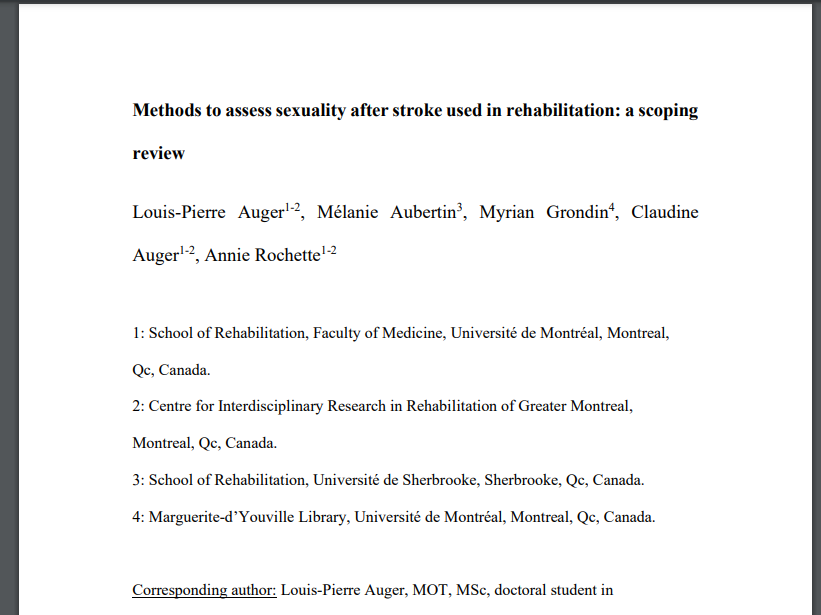 Methods to assess sexuality after stroke used in rehabilitation: a scoping
review
Louis-Pierre Auger1-2, Mélanie Aubertin3, Myrian Grondin4, Claudine
Auger1-2, Annie Rochette1-2
1: School of Rehabilitation, Faculty of Medicine, Université de Montréal, Montreal,
Qc, Canada.
2: Centre for Interdisciplinary Research in Rehabilitation of Greater Montreal,
Montreal, Qc, Canada.
3: School of Rehabilitation, Université de Sherbrooke, Sherbrooke, Qc, Canada.
4: Marguerite-d’Youville Library, Université de Montréal, Montreal, Qc, Canada.
Corresponding author: Louis-Pierre Auger, MOT, MSc, doctoral student in